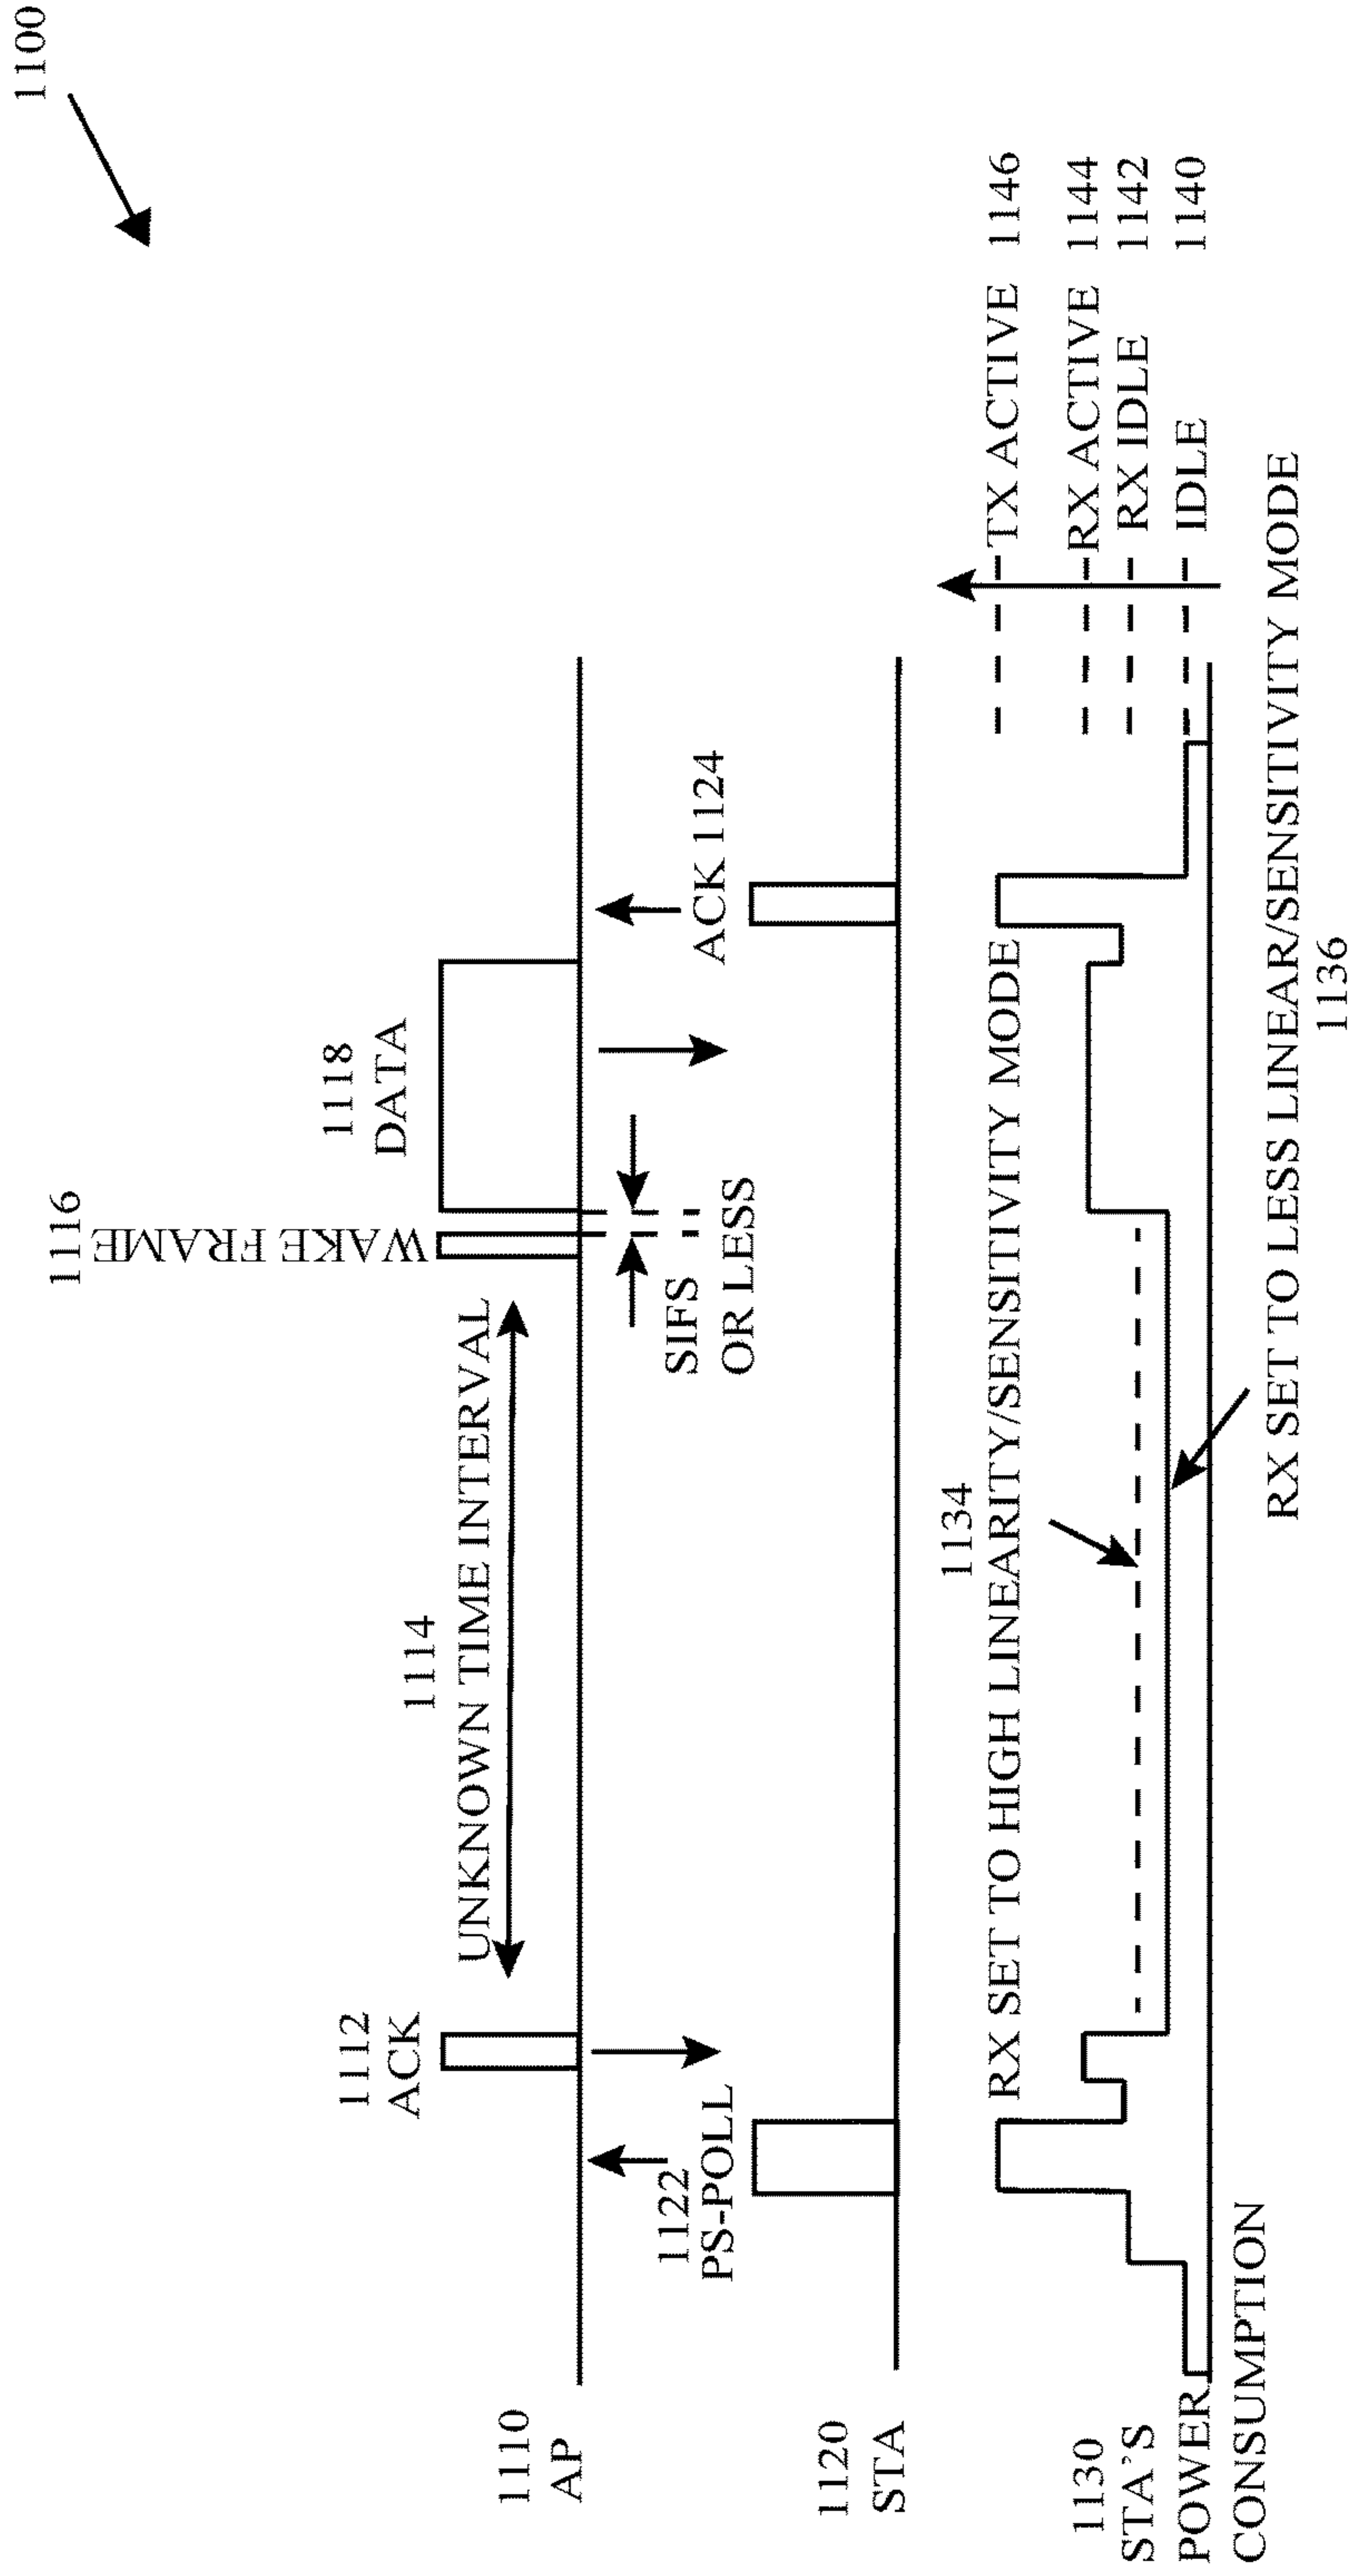 1100
1116
WAKE FRAME
1118
DATA
1114
UNKNOWN TIME INTERVAL
1112
ACK
1110
AP
SIFS
OR LESS
ACK 1124
1122
PS-POLL
1120
STA
1134
RX SET TO HIGH LINEARITY/SENSITIVITY MODE
TX ACTIVE 1146
RX ACTIVE 1144
RX IDLE 1142
IDLE 1140
1130
STA'S
POWER
CONSUMPTION
RX SET TO LESS LINEAR/SENSITIVITY MODE
1136